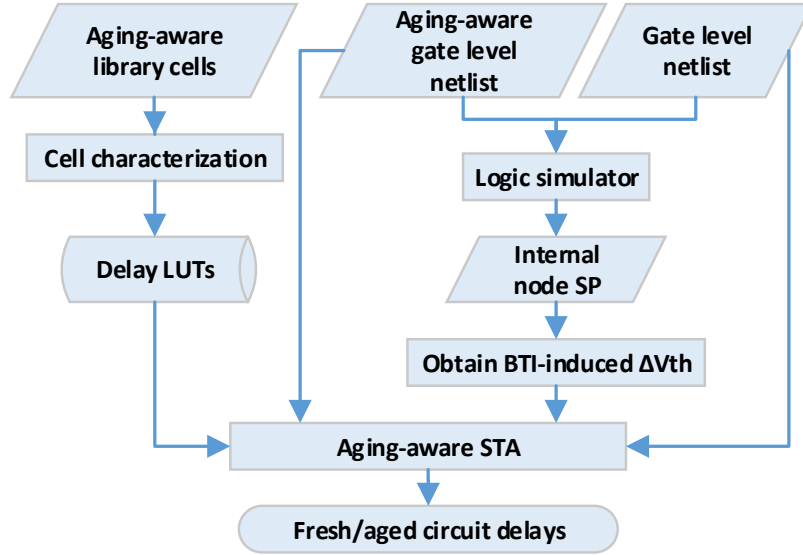 Aging-aware
library cells
Aging-aware
gate level
netlist
Gate level
netlist
Cell characterization
Logic simulator
Delay LUTs
Internal
node SP
Obtain BTI-induced ΔVth
Aging-aware STA
Fresh/aged circuit delays